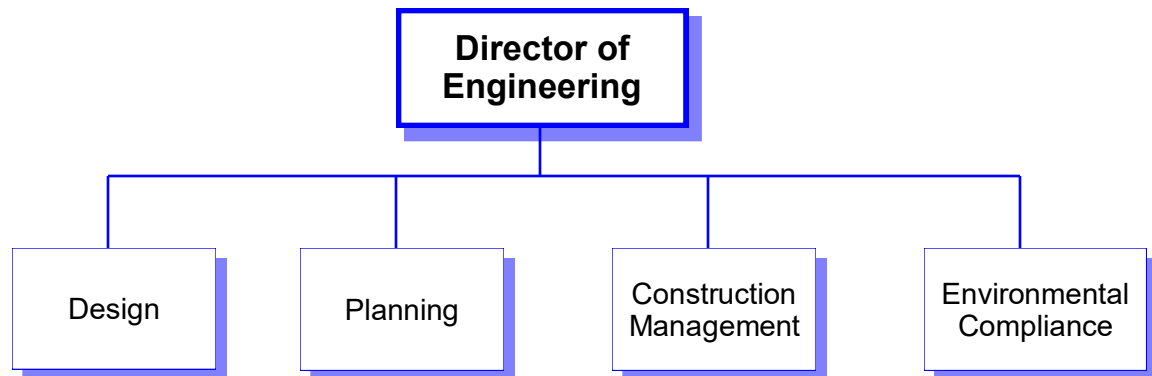 Director of
Engineering
Design
Planning
Construction
Management
Environmental
Compliance